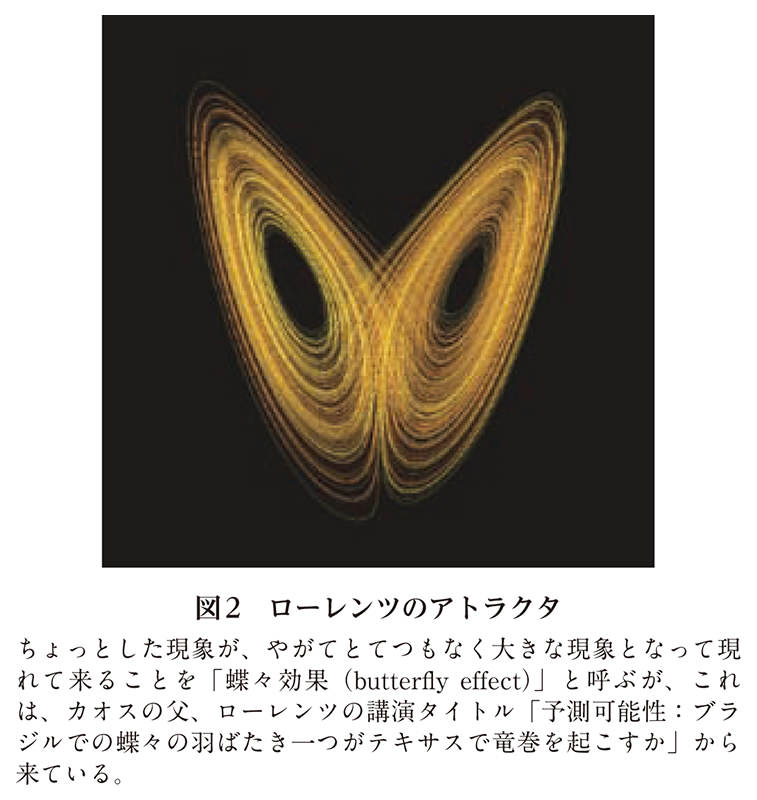 図2　ローレンツのアトラクタ
ちょっとした現象が、やがてとてつもなく大きな現象となって現
れて来ることを「蝶々効果（butterfly effect）」と呼ぶが、これ
は、カオスの父、ローレンツの講演タイトル「予測可能性：ブラ
ジルでの蝶々の羽ばたき一つがテキサスで竜巻を起こすか」から
来ている。